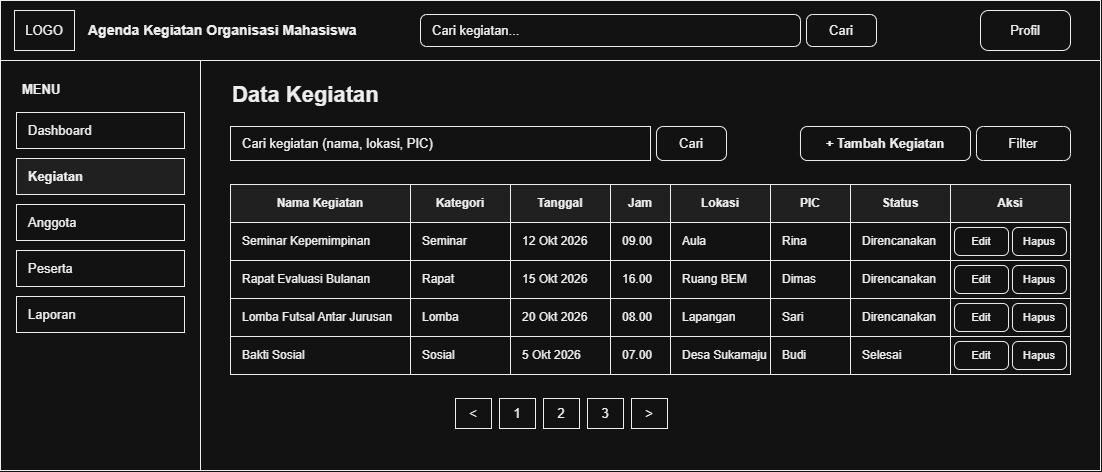 LOGO Agenda Kegiatan Organisasi Mahasiswa Cari kegiatan... Cari Profil
MENU
Dashboard
Kegiatan
Anggota
Peserta
Laporan
Data Kegiatan
Cari kegiatan (nama, lokasi, PIC) Cari + Tambah Kegiatan Filter
Nama Kegiatan Kategori Tanggal Jam Lokasi PIC Status Aksi
Seminar Kepemimpinan Seminar 12 Okt 2026 09.00 Aula Rina Direncanakan Edit Hapus
Rapat Evaluasi Bulanan Rapat 15 Okt 2026 16.00 Ruang BEM Dimas Direncanakan Edit Hapus
Lomba Futsal Antar Jurusan Lomba 20 Okt 2026 08.00 Lapangan Sari Direncanakan Edit Hapus
Bakti Sosial Sosial 5 Okt 2026 07.00 Desa Sukamaju Budi Selesai Edit Hapus
< 1 2 3 >